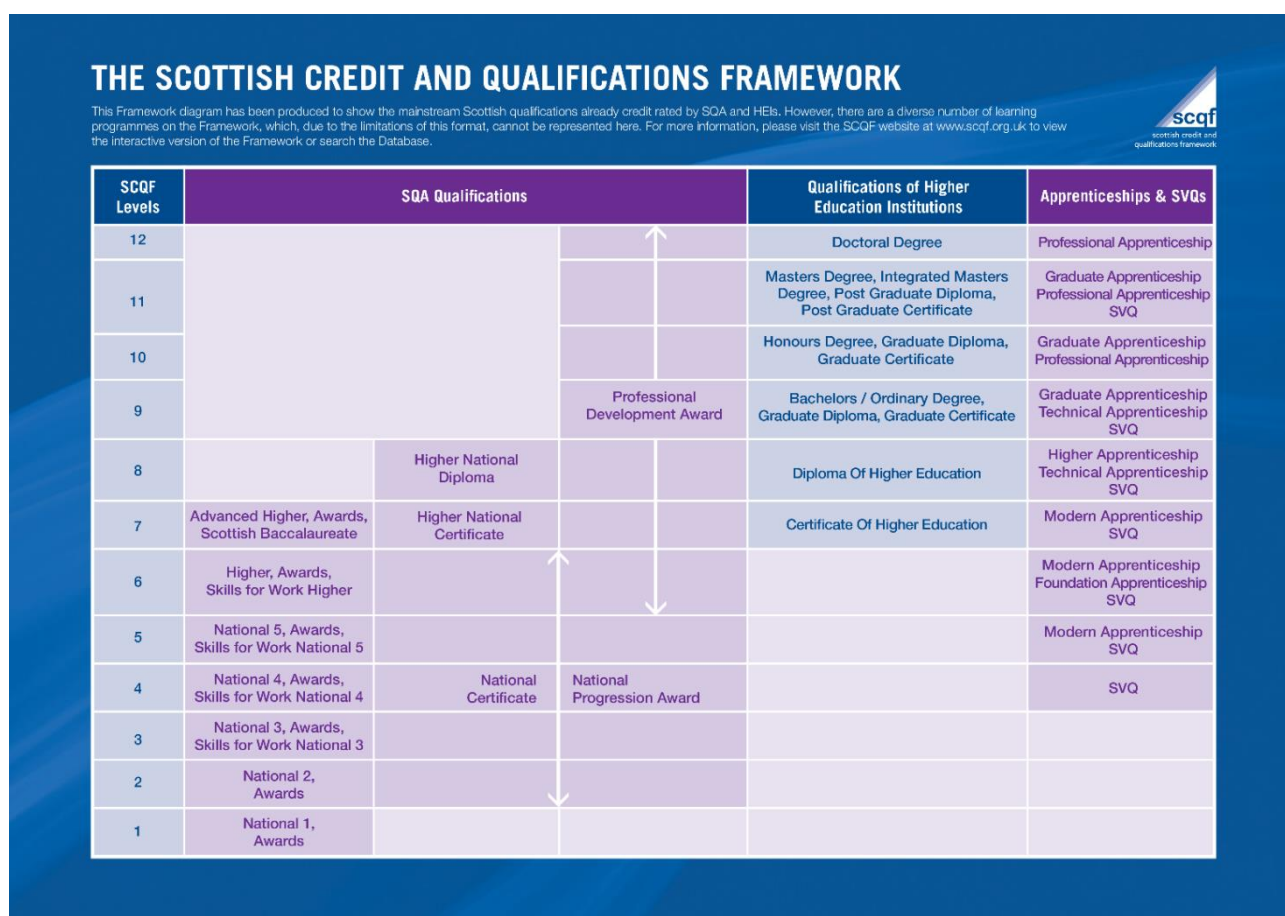 THE SCOTTISH CREDIT AND QUALIFICATIONS FRAMEWORK
This Framework diagram has been produced to show the mainstream Scottish qualifications already credit rated by SQA and HEIs. However, there are a diverse number of learning
programmes on the Framework, which, due to the limitations of this format, cannot be represented here. For more information, please visit the SCQF website at www.scqf.org.uk to view
the interactive version of the Framework or search the Database.
scqf
scottish credit and
qualifications framework
SCQF
Levels
SQA Qualifications
Qualifications of Higher
Education Institutions
Apprenticeships & SVQs
12
Doctoral Degree
Professional Apprenticeship
11
Masters Degree, Integrated Masters
Degree, Post Graduate Diploma,
Post Graduate Certificate
Graduate Apprenticeship
Professional Apprenticeship
SVQ
10
Honours Degree, Graduate Diploma,
Graduate Certificate
Graduate Apprenticeship
Professional Apprenticeship
9
Professional
Development Award
Bachelors / Ordinary Degree,
Graduate Diploma, Graduate Certificate
Graduate Apprenticeship
Technical Apprenticeship
SVQ
8
Higher National
Diploma
Diploma Of Higher Education
Higher Apprenticeship
Technical Apprenticeship
SVQ
7
Advanced Higher, Awards,
Scottish Baccalaureate
Higher National
Certificate
Certificate Of Higher Education
Modern Apprenticeship
SVQ
6
Higher, Awards,
Skills for Work Higher
Modern Apprenticeship
Foundation Apprenticeship
SVQ
5
National 5, Awards,
Skills for Work National 5
Modern Apprenticeship
SVQ
4
National 4, Awards,
Skills for Work National 4
National
Certificate
National
Progression Award
SVQ
3
National 3, Awards,
Skills for Work National 3
2
National 2,
Awards
1
National 1,
Awards